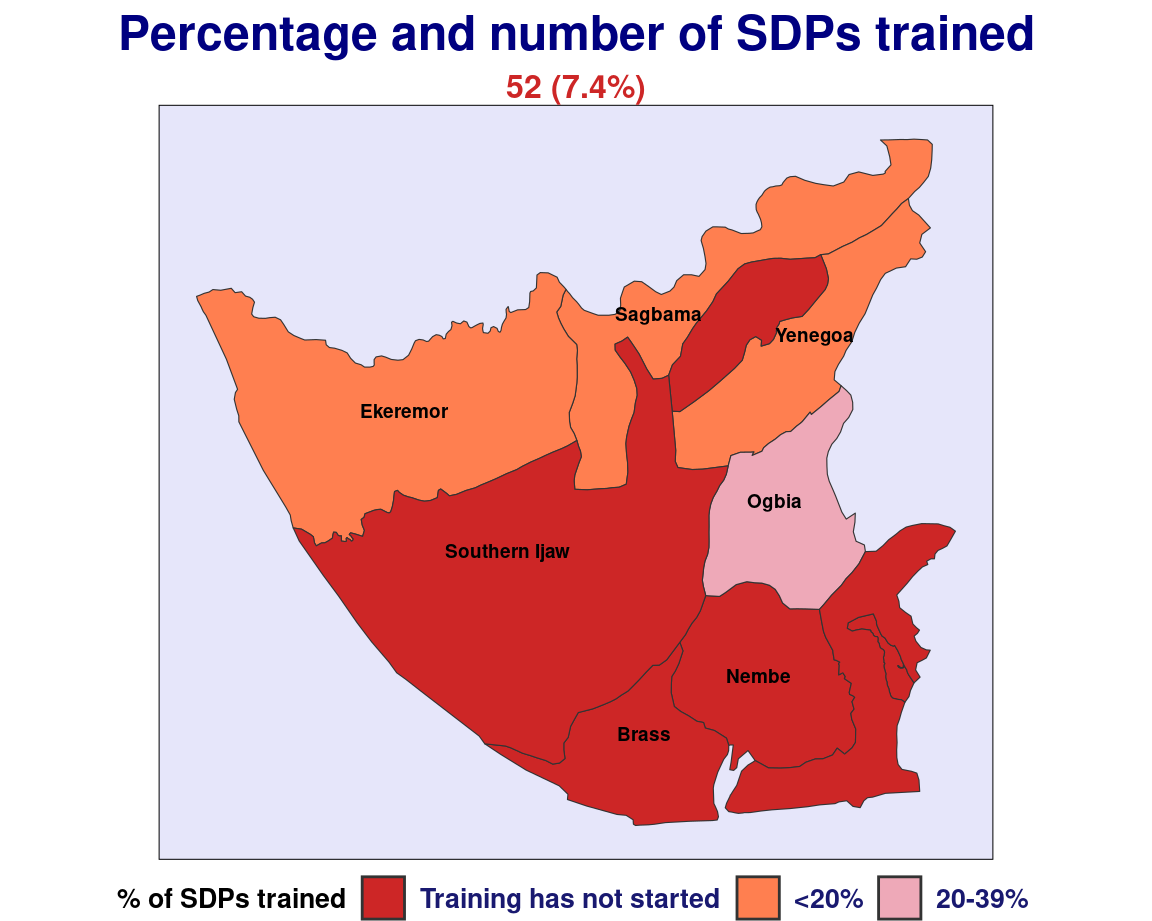 Percentage and number of SDPs trained
52 (7.4%)
Sagbama
Yenegoa
Ekeremor
Ogbia
Southern Ijaw
Nembe
Brass
% of SDPs trained Training has not started <20% 20-39%